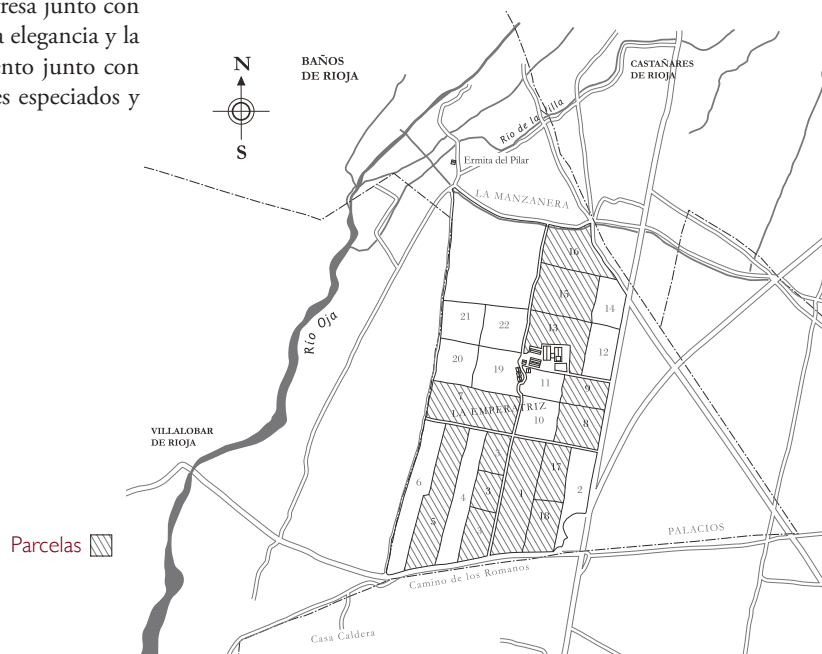 resa junto con
a elegancia y la
ento junto con
es especiados y
N
S
BAÑOS
DE RIOJA
CASTAÑARES
DE RIOJA
Río de la Villa
Ermita del Pilar
LA MANZANERA
16
15
14
13
12
21
22
20
19
11
9
7
LA EMPERATRIZ
10
8
Río Oja
VILLALOBAR
DE RIOJA
6
5
4
3
3
3
1
17
18
2
Parcelas
PALACIOS
Camino de los Romanos
Casa Caldera